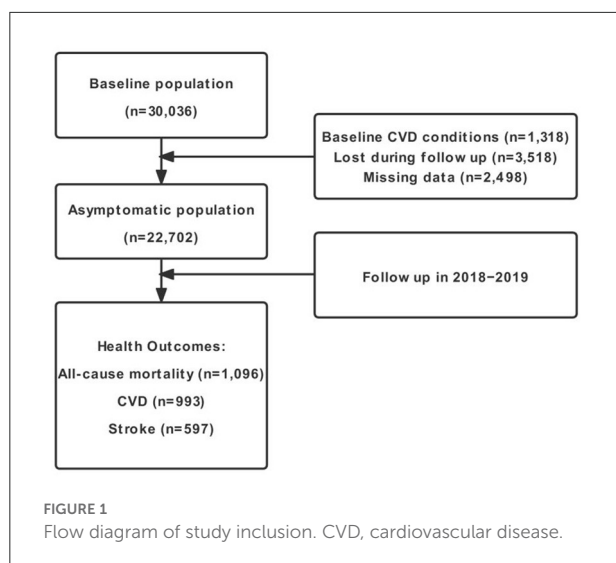 Baseline population
(n=30,036)
Baseline CVD conditions (n=1,318)
Lost during follow up (n=3,518)
Missing data (n=2,498)
Asymptomatic population
(n=22,702)
Follow up in 2018−2019
Health Outcomes:
All-cause mortality (n=1,096)
CVD (n=993)
Stroke (n=597)
FIGURE 1
Flow diagram of study inclusion. CVD, cardiovascular disease.